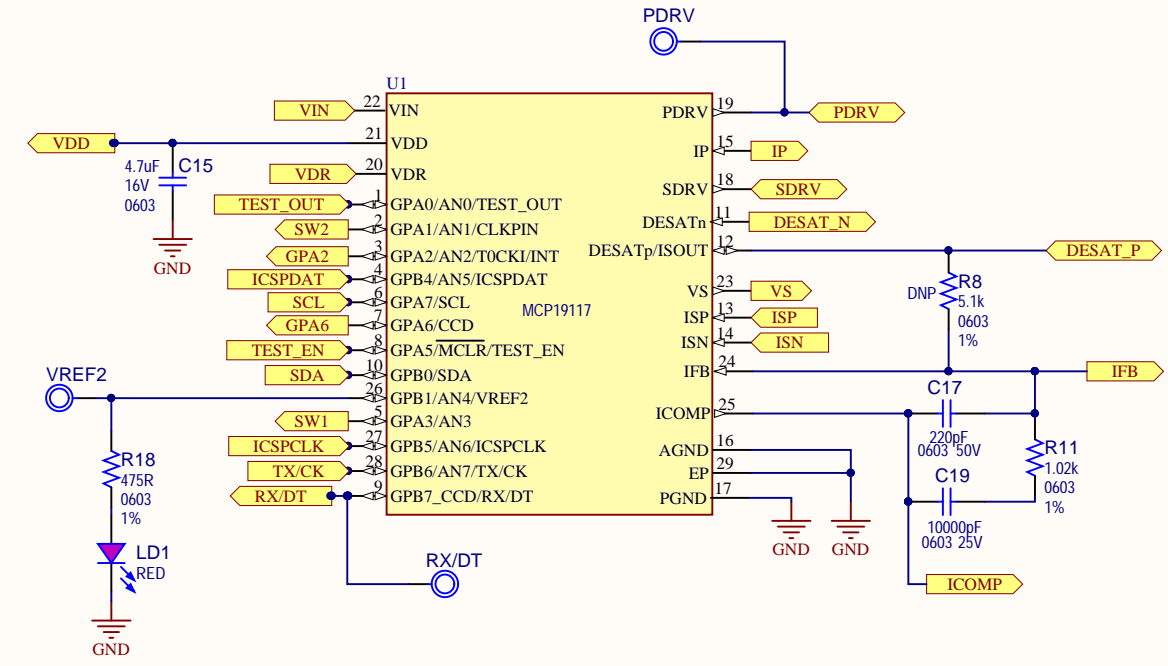 PDRV
U1
VIN
22
VIN
VDD
21
VDD
4.7uF
C15
16V
0603
GND
VDR
20
VDR
TEST_OUT
1
GPA0/AN0/TEST_OUT
SW2
2
GPA1/AN1/CLKPIN
GPA2
3
GPA2/AN2/T0CKI/INT
ICSPDAT
4
GPB4/AN5/ICSPDAT
SCL
6
GPA7/SCL
GPA6
7
GPA6/CCD
TEST_EN
8
GPA5/MCLR/TEST_EN
SDA
10
GPB0/SDA
VREF2
26
GPB1/AN4/VREF2
SW1
5
GPA3/AN3
ICSPCLK
27
GPB5/AN6/ICSPCLK
TX/CK
28
GPB6/AN7/TX/CK
RX/DT
9
GPB7_CCD/RX/DT
MCP19117
PDRV
19
PDRV
IP
15
IP
SDRV
18
SDRV
DESATn
11
DESAT_N
DESATp/ISOUT
12
DESAT_P
VS
23
VS
ISP
13
ISP
ISN
14
ISN
IFB
24
IFB
ICOMP
25
AGND
16
EP
29
PGND
17
GND
GND
DNP
R8
5.1k
0603
1%
C17
220pF
0603 50V
R11
1.02k
0603
1%
C19
10000pF
0603 25V
ICOMP
R18
475R
0603
1%
LD1
RED
GND
RX/DT